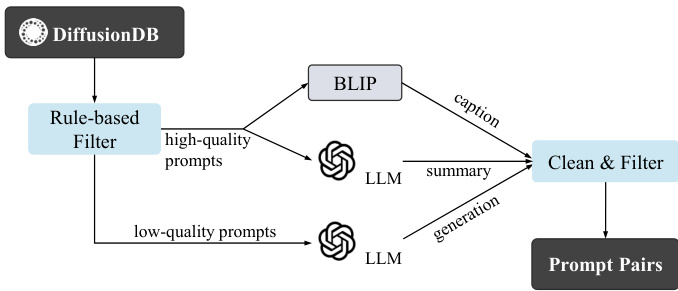 DiffusionDB
BLIP
Rule-based
Filter
high-quality
prompts
caption
LLM
summary
Clean & Filter
low-quality prompts
LLM
generation
Prompt Pairs